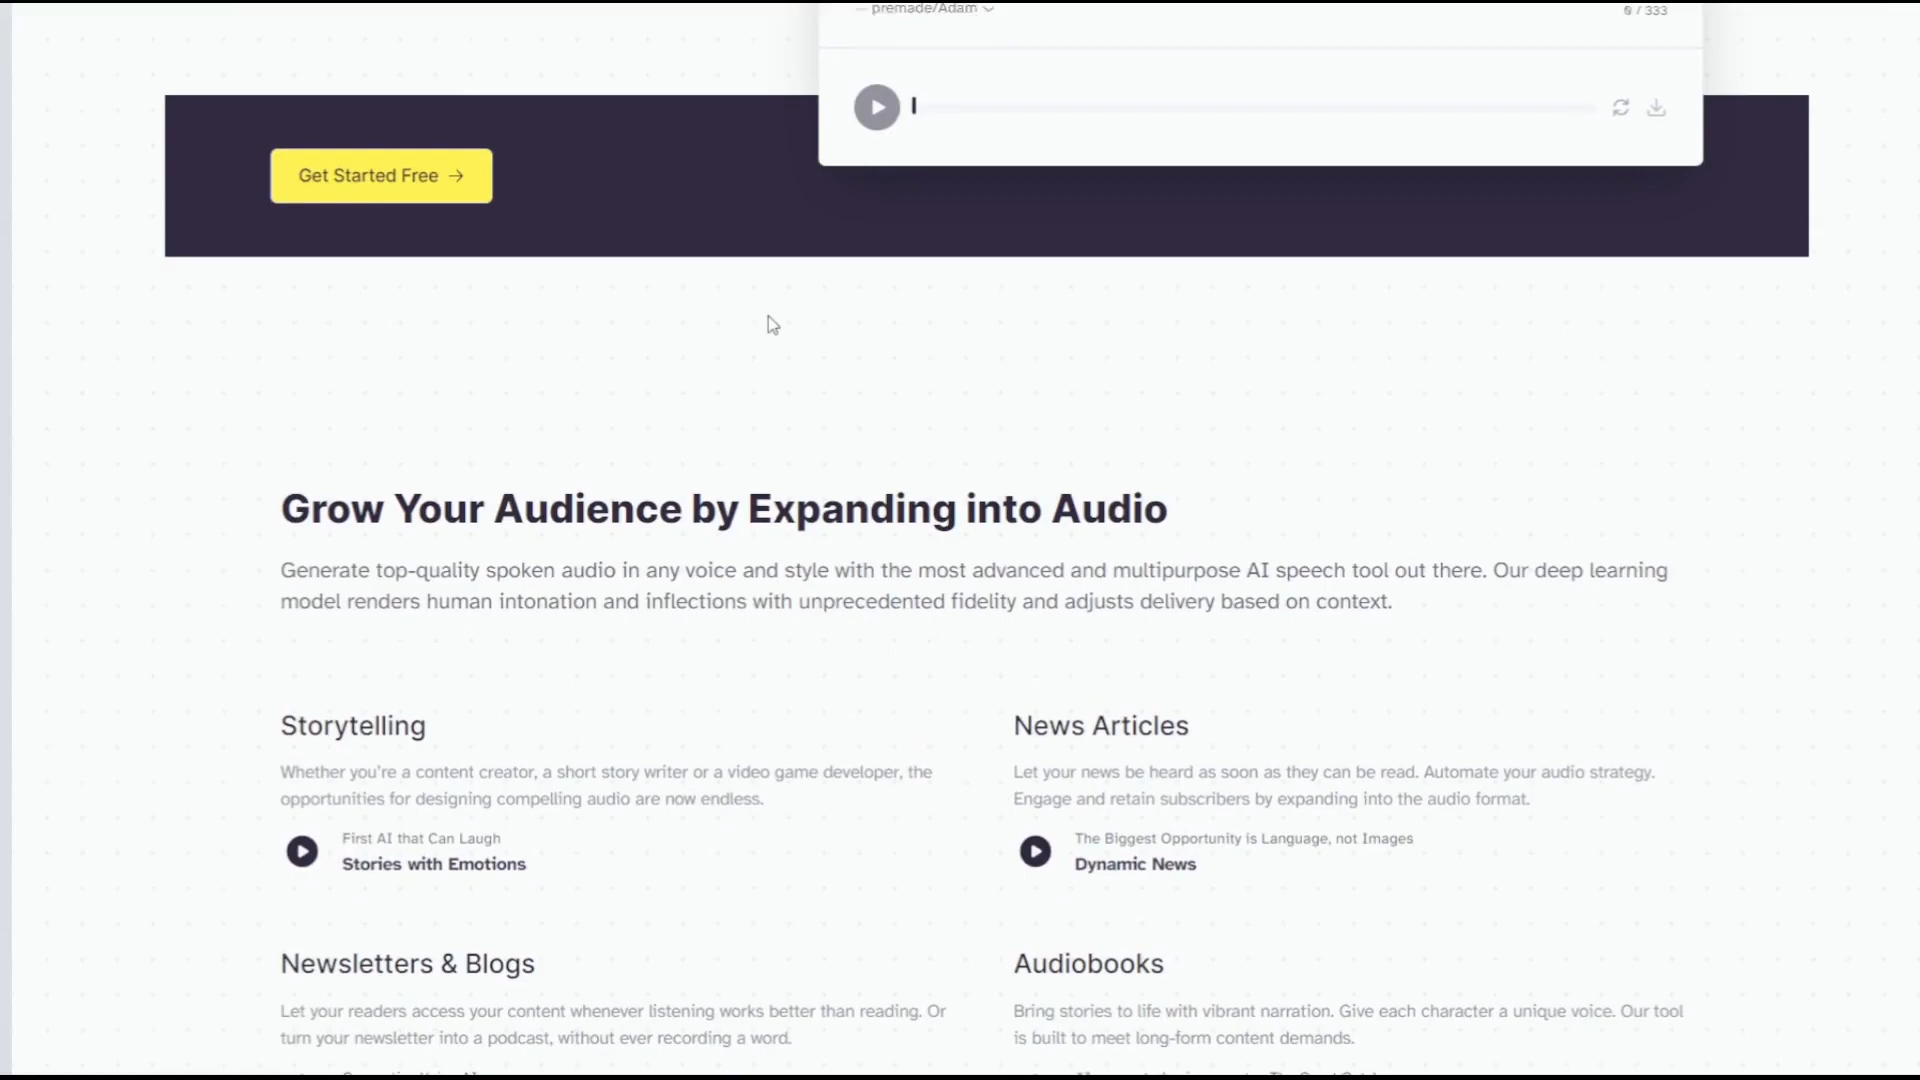 premade/Adam
0 / 333
Get Started Free →
Grow Your Audience by Expanding into Audio
Generate top-quality spoken audio in any voice and style with the most advanced and multipurpose AI speech tool out there. Our deep learning
model renders human intonation and inflections with unprecedented fidelity and adjusts delivery based on context.
Storytelling
Whether you're a content creator, a short story writer or a video game developer, the
opportunities for designing compelling audio are now endless.
First AI that Can Laugh
Stories with Emotions
News Articles
Let your news be heard as soon as they can be read. Automate your audio strategy.
Engage and retain subscribers by expanding into the audio format.
The Biggest Opportunity is Language, not Images
Dynamic News
Newsletters & Blogs
Let your readers access your content whenever listening works better than reading. Or
turn your newsletter into a podcast, without ever recording a word.
Audiobooks
Bring stories to life with vibrant narration. Give each character a unique voice. Our tool
is built to meet long-form content demands.